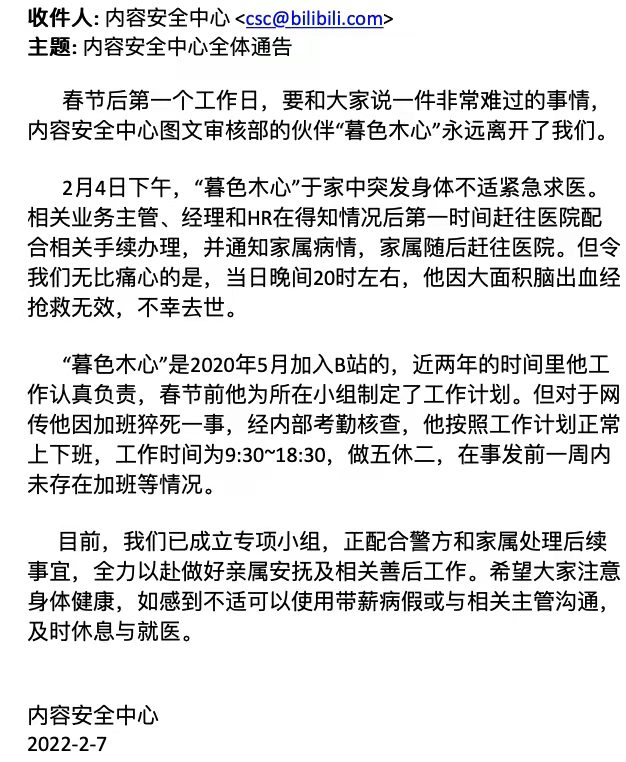 收件人: 内容安全中心 <csc@bilibili.com>
主题: 内容安全中心全体通告
春节后第一个工作日，要和大家说一件非常难过的事情，
内容安全中心图文审核部的伙伴“暮色木心”永远离开了我们。
2月4日下午，“暮色木心”于家中突发身体不适紧急求医。
相关业务主管、经理和HR在得知情况后第一时间赶往医院配
合相关手续办理，并通知家属病情，家属随后赶往医院。但令
我们无比痛心的是，当日晚间20时左右，他因大面积脑出血经
抢救无效，不幸去世。
“暮色木心”是2020年5月加入B站的，近两年的时间里他工
作认真负责，春节前他为所在小组制定了工作计划。但对于网
传他因加班猝死一事，经内部考勤核查，他按照工作计划正常
上下班，工作时间为9:30~18:30，做五休二，在事发前一周内
未存在加班等情况。
目前，我们已成立专项小组，正配合警方和家属处理后续
事宜，全力以赴做好亲属安抚及相关善后工作。希望大家注意
身体健康，如感到不适可以使用带薪病假或与相关主管沟通，
及时休息与就医。
内容安全中心
2022-2-7